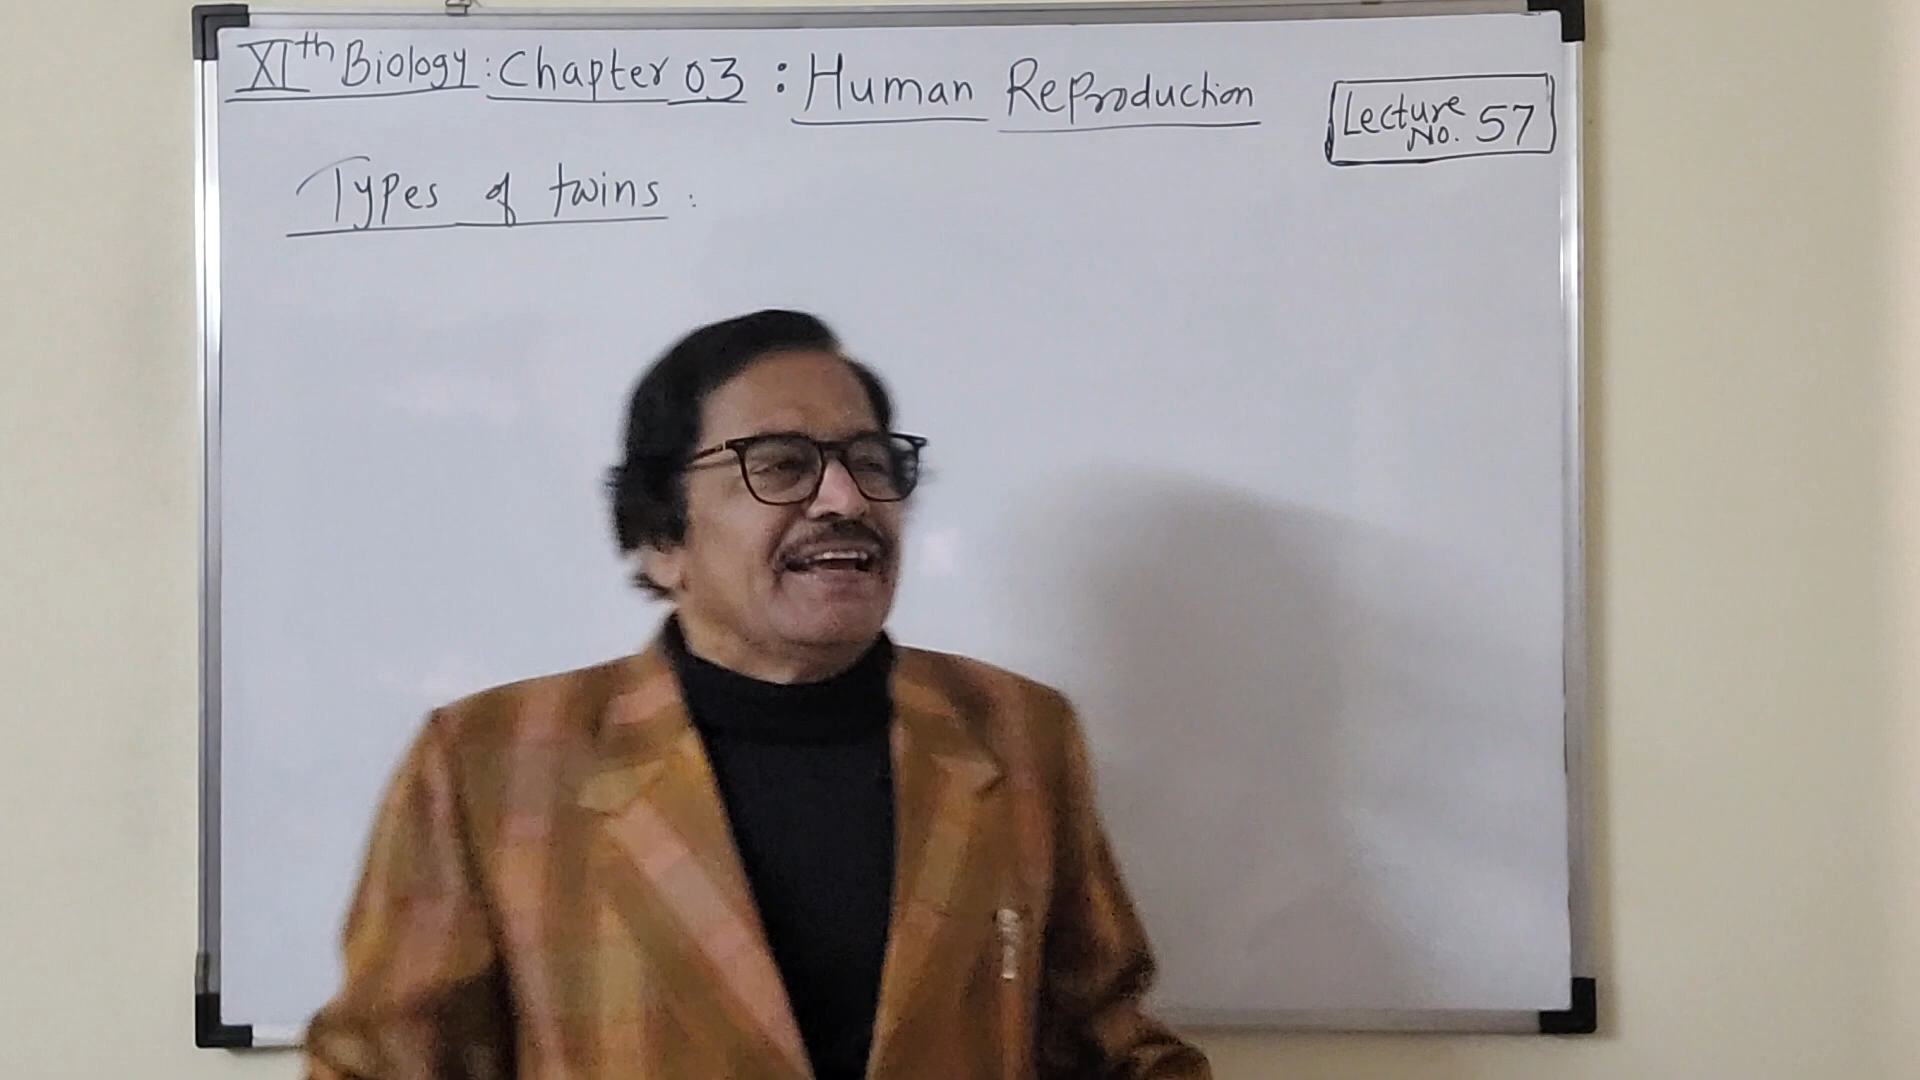 XIth Biology : Chapter 03 : Human Reproduction
Lecture No. 57
Types of twins :